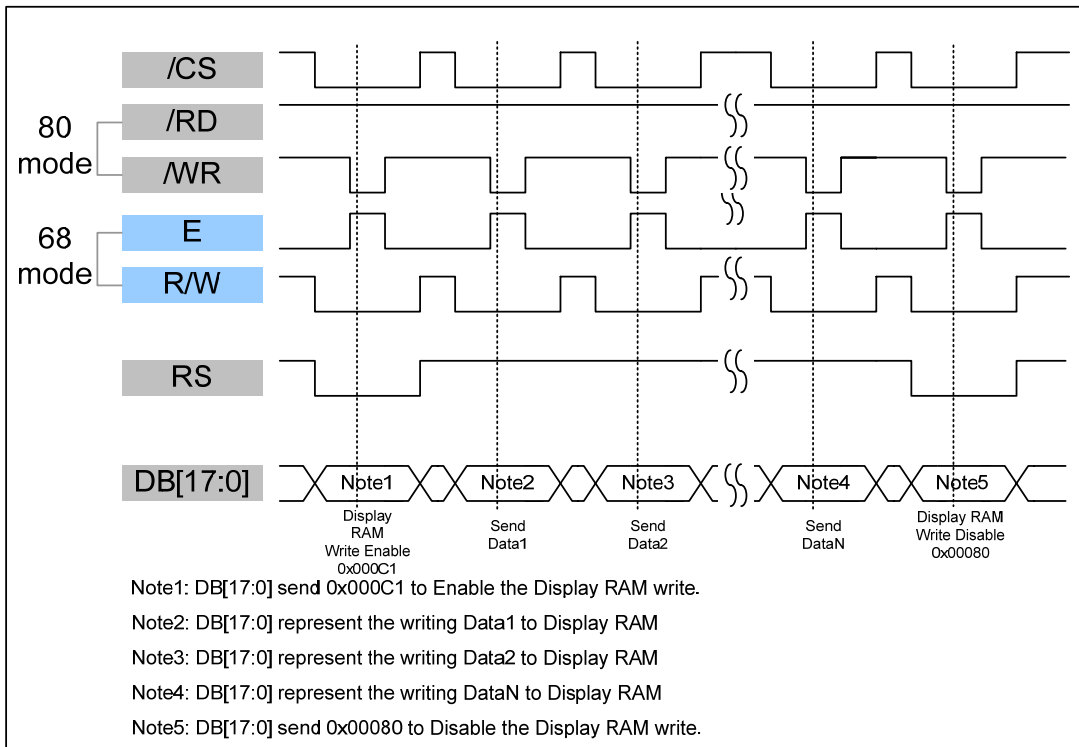 /CS
80
mode
/RD
/WR
68
mode
E
R/W
RS
DB[17:0]
Note1
Note2
Note3
Note4
Note5
Display
RAM
Write Enable
0x000C1
Send
Data1
Send
Data2
Send
DataN
Display RAM
Write Disable
0x00080
Note1: DB[17:0] send 0x000C1 to Enable the Display RAM write.
Note2: DB[17:0] represent the writing Data1 to Display RAM
Note3: DB[17:0] represent the writing Data2 to Display RAM
Note4: DB[17:0] represent the writing DataN to Display RAM
Note5: DB[17:0] send 0x00080 to Disable the Display RAM write.